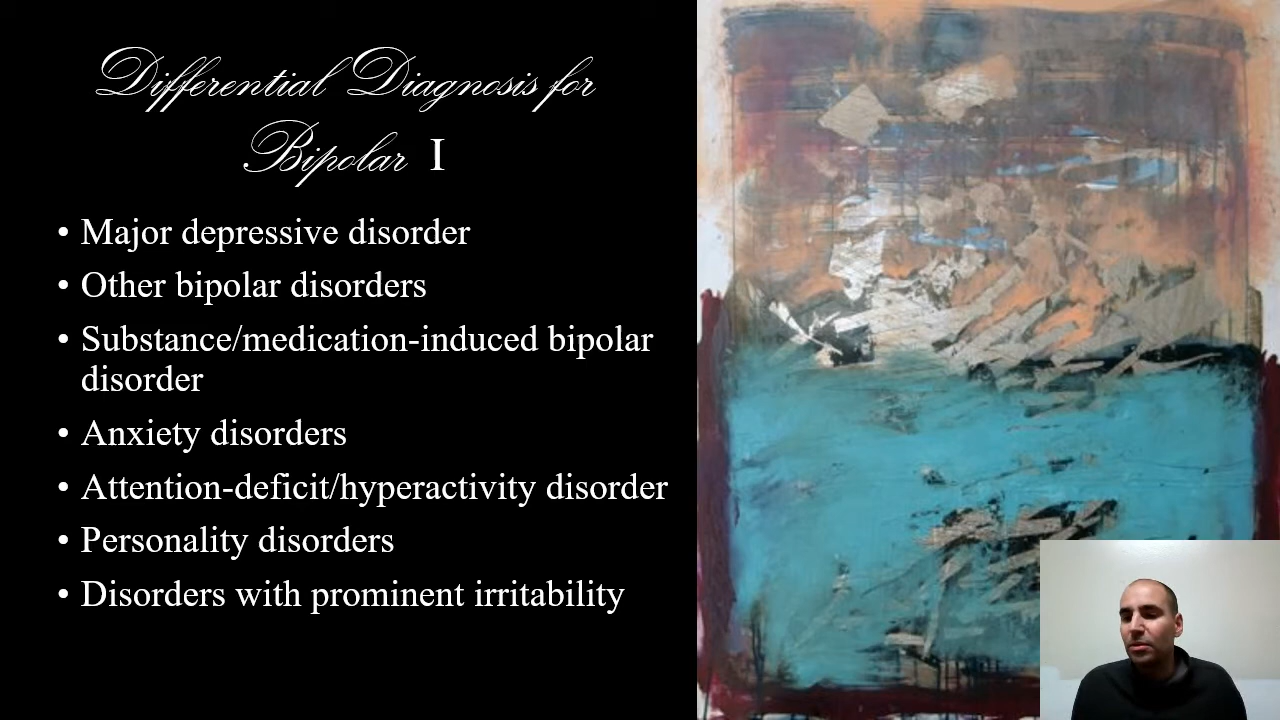 Differential Diagnosis for
Bipolar I
• Major depressive disorder
• Other bipolar disorders
• Substance/medication-induced bipolar
disorder
• Anxiety disorders
• Attention-deficit/hyperactivity disorder
• Personality disorders
• Disorders with prominent irritability